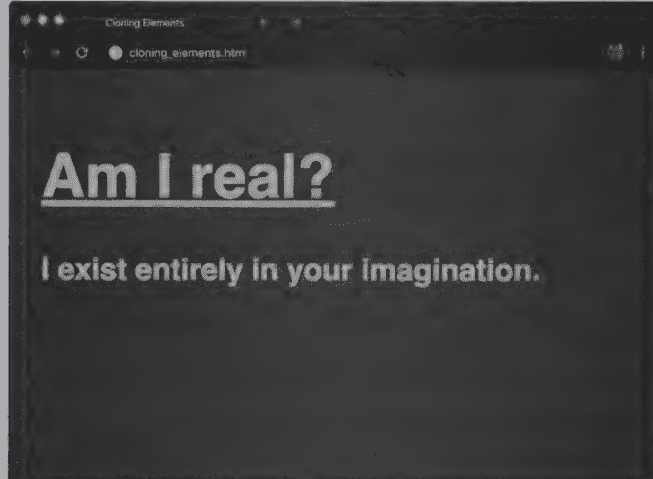 Cloning Elements
cloning_elements.htm
Am I real?
I exist entirely in your imagination.